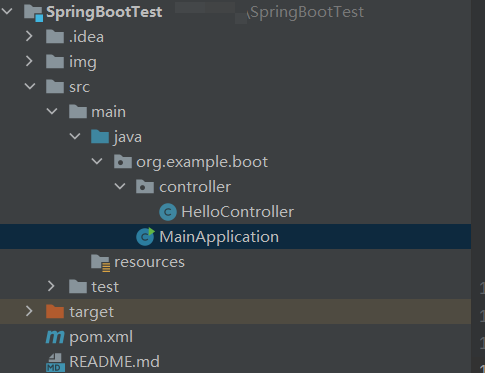 SpringBootTest \SpringBootTest
.idea
img
src
main
java
org.example.boot
controller
HelloController
MainApplication
resources
test
target
pom.xml
README.md